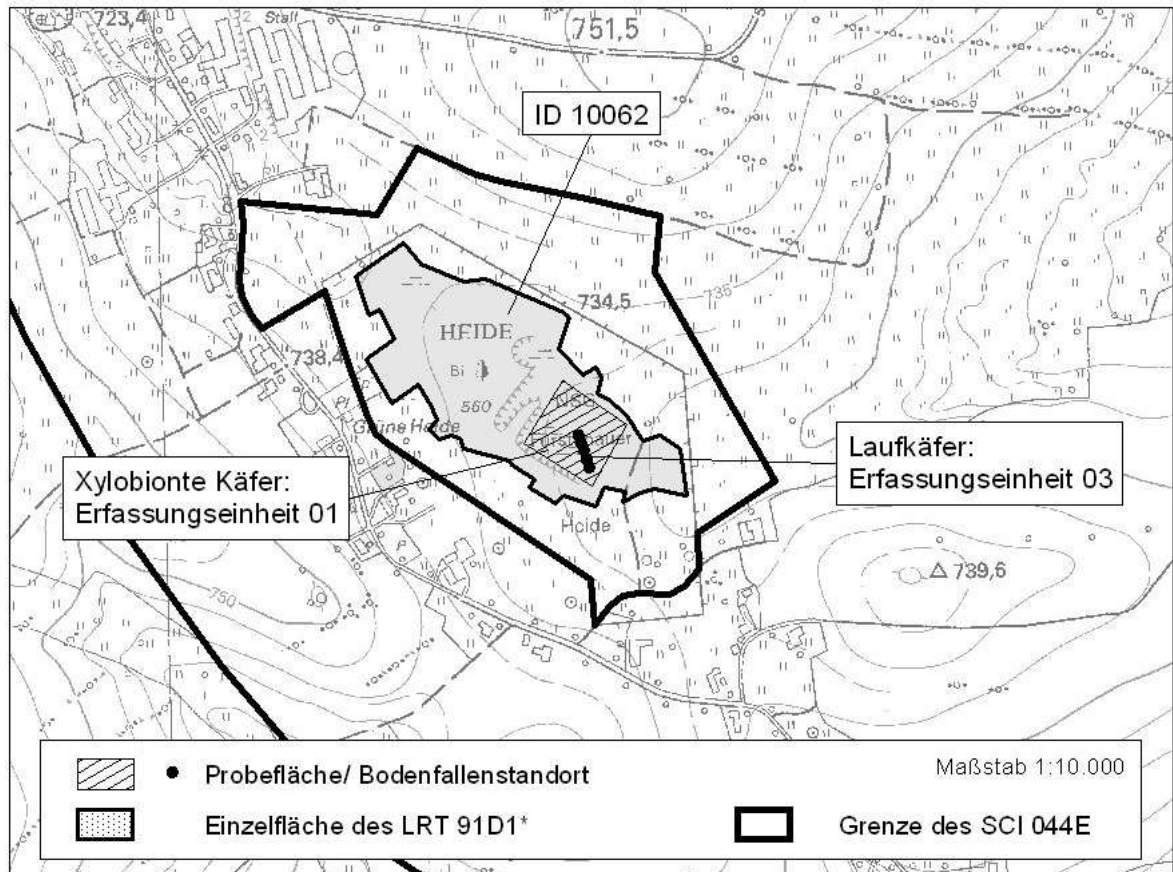 723,4
Stall
751,5
ID 10062
734,5
735
HEIDE
738,4
Bi
560
NSG
Pl
Grüne Heide
Fürstenbauer
Xylobionte Käfer:
Erfassungseinheit 01
Laufkäfer:
Erfassungseinheit 03
Heide
739,6
750
Probefläche/ Bodenfallenstandort
Maßstab 1:10.000
Einzelfläche des LRT 91D1*
Grenze des SCI 044E